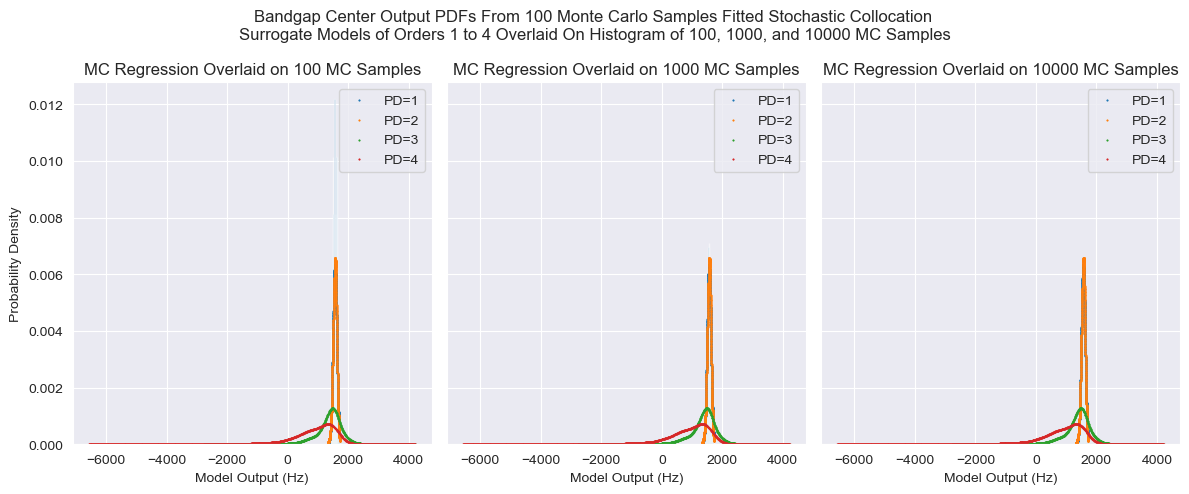 Bandgap Center Output PDFs From 100 Monte Carlo Samples Fitted Stochastic Collocation
Surrogate Models of Orders 1 to 4 Overlaid On Histogram of 100, 1000, and 10000 MC Samples
MC Regression Overlaid on 100 MC Samples
MC Regression Overlaid on 1000 MC Samples
MC Regression Overlaid on 10000 MC Samples
Probability Density
0.012
0.010
0.008
0.006
0.004
0.002
0.000
PD=1
PD=2
PD=3
PD=4
PD=1
PD=2
PD=3
PD=4
PD=1
PD=2
PD=3
PD=4
−6000 −4000 −2000 0 2000 4000
−6000 −4000 −2000 0 2000 4000
−6000 −4000 −2000 0 2000 4000
Model Output (Hz)
Model Output (Hz)
Model Output (Hz)